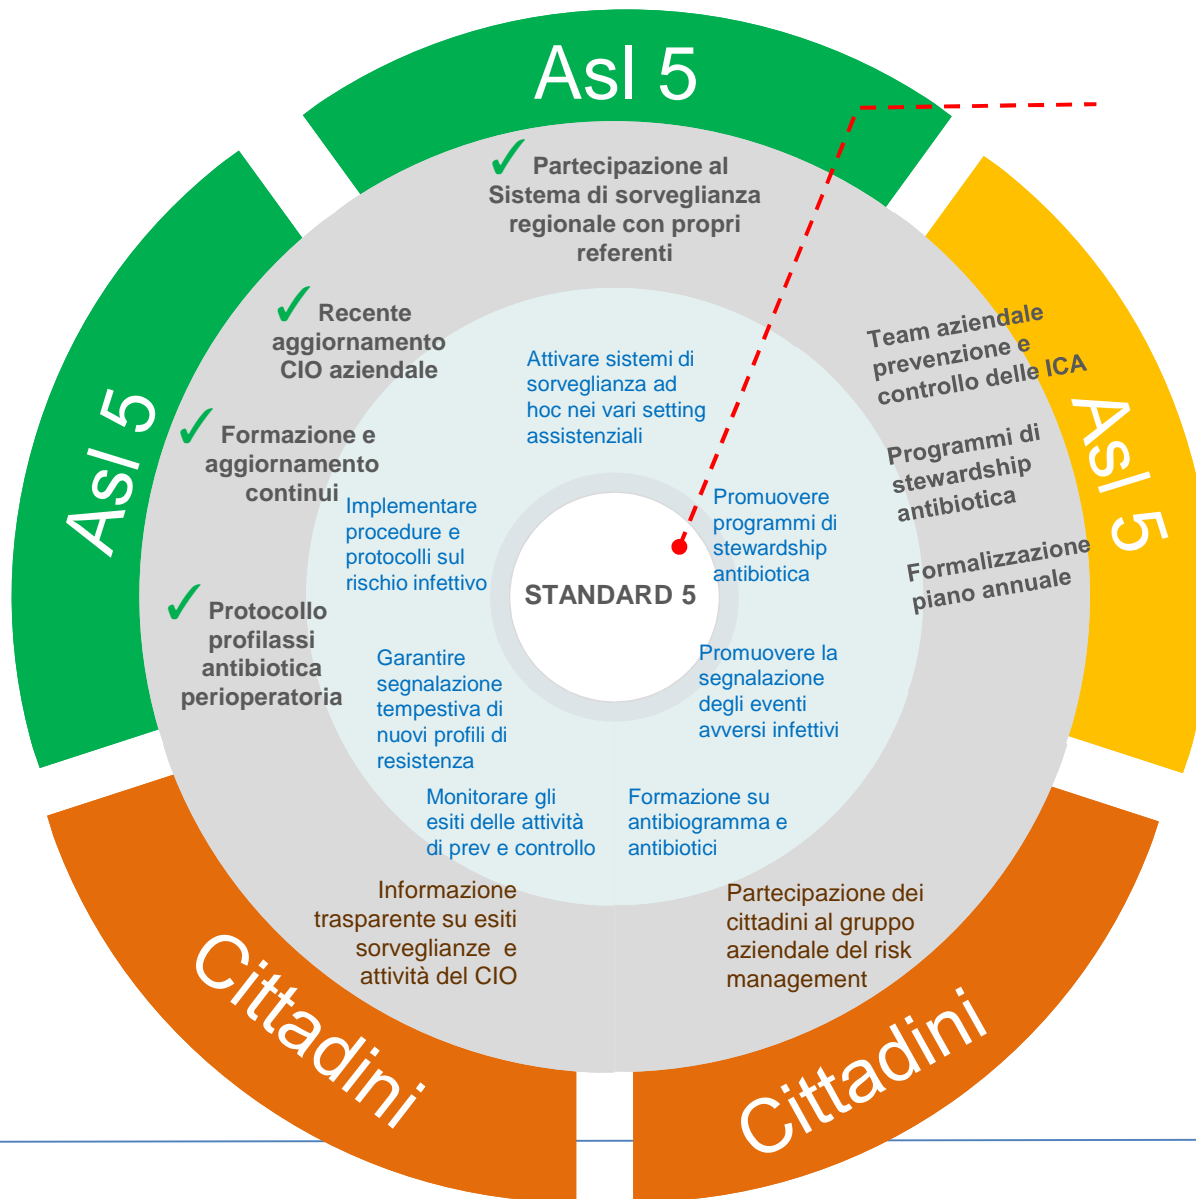 Asl 5
Partecipazione al
Sistema di sorveglianza
regionale con propri
referenti
Asl 5
Recente
aggiornamento
CIO aziendale
Formazione e
aggiornamento
continui
Protocollo
profilassi
antibiotica
perioperatoria
Asl 5
Team aziendale
prevenzione e
controllo delle ICA
Programmi di
stewardship
antibiotica
Formalizzazione
piano annuale
Attivare sistemi di
sorveglianza ad
hoc nei vari setting
assistenziali
Implementare
procedure e
protocolli sul
rischio infettivo
Promuovere
programmi di
stewardship
antibiotica
STANDARD 5
Garantire
segnalazione
tempestiva di
nuovi profili di
resistenza
Promuovere la
segnalazione
degli eventi
avversi infettivi
Monitorare gli
esiti delle attività
di prev e controllo
Formazione su
antibiogramma e
antibiotici
Informazione
trasparente su esiti
sorveglianze e
attività del CIO
Partecipazione dei
cittadini al gruppo
aziendale del risk
management
Cittadini
Cittadini